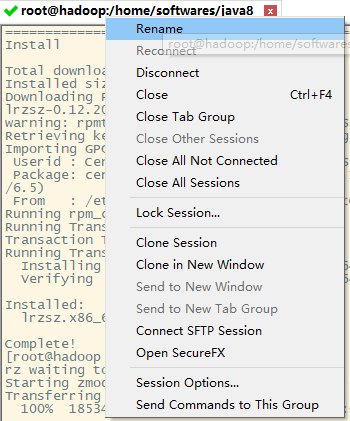 root@hadoop:/home/softwares/java8
Install
Total downloa
Installed siz
Downloading P
lrzsz-0.12.20
warning: rpmt
Retrieving ke
Importing GPG
Userid : Cen
Package: cen
/6.5)
From : /et
Running rpm_c
Running Trans
Transaction T
Running Trans
Installing
Verifying
Installed:
lrzsz.x86_6
Complete!
[root@hadoop
rz waiting to
Starting zmod
Transferring
100% 18534
Rename
root@hadoop:/home/softwares
Reconnect
Disconnect
Close Ctrl+F4
Close Tab Group
Close Other Sessions
Close All Not Connected
Close All Sessions
Lock Session...
Clone Session
Clone in New Window
Send to New Window
Send to New Tab Group
Connect SFTP Session
Open SecureFX
Session Options...
Send Commands to This Group